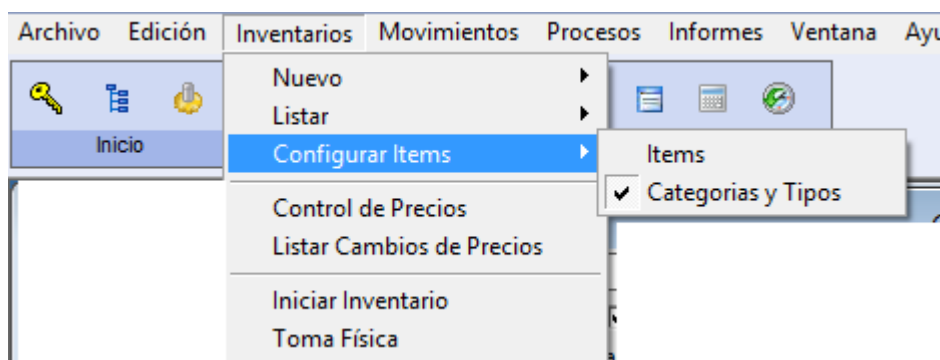 Archivo Edición Inventarios Movimientos Procesos Informes Ventana Ayu
Nuevo
Listar
Inicio
Configurar Items
Items
Categorias y Tipos
Control de Precios
Listar Cambios de Precios
Iniciar Inventario
Toma Física